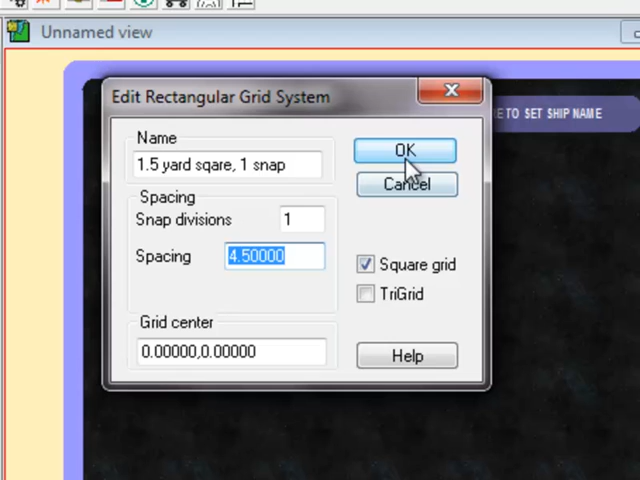 Unnamed view
Edit Rectangular Grid System
E TO SET SHIP NAME
Name
1.5 yard sqare, 1 snap
OK
Cancel
Spacing
Snap divisions 1
Spacing 4.50000
Square grid
TriGrid
Grid center
0.00000,0.00000
Help